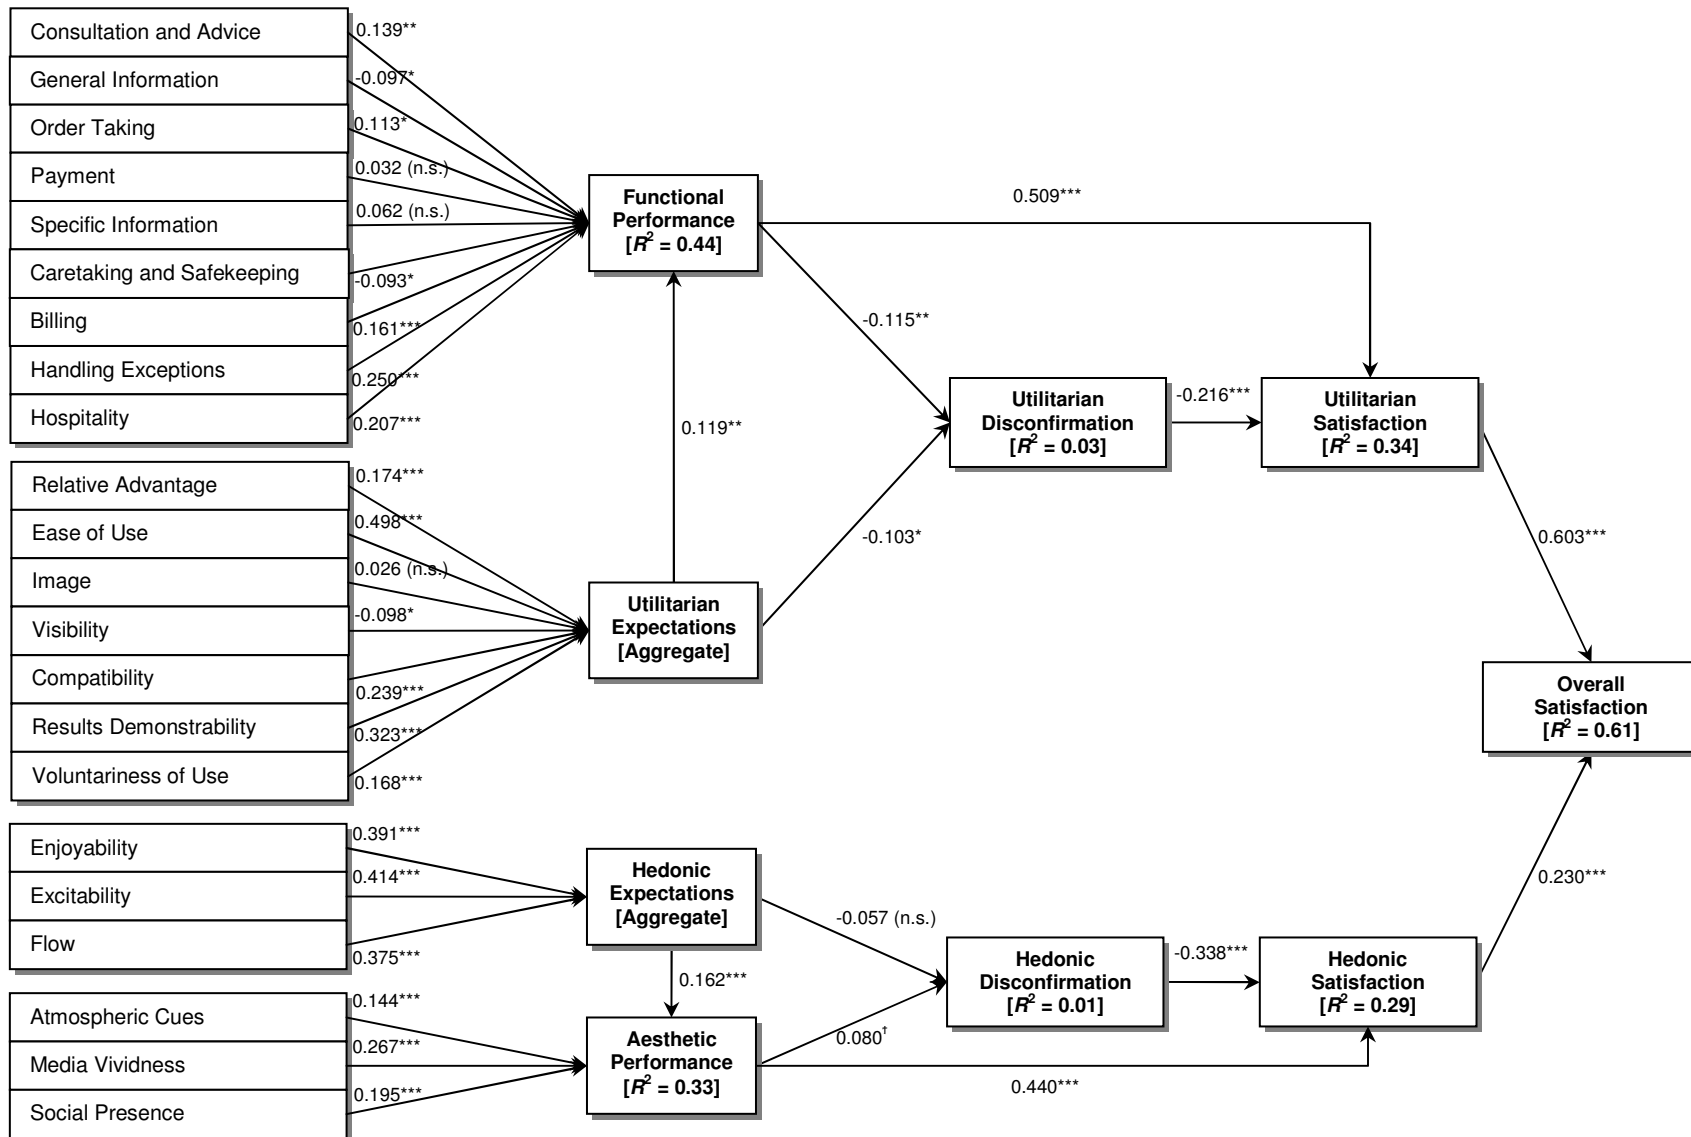 Consultation and Advice
0.139**
General Information
-0.097*
Order Taking
0.113*
Payment
0.032 (n.s.)
Specific Information
0.062 (n.s.)
Caretaking and Safekeeping
-0.093*
Billing
0.161***
Handling Exceptions
0.250***
Hospitality
0.207***
Functional
Performance
[R² = 0.44]
0.509***
-0.115**
0.119**
Utilitarian
Disconfirmation
[R² = 0.03]
-0.216***
Utilitarian
Satisfaction
[R² = 0.34]
Relative Advantage
0.174***
Ease of Use
0.498***
Image
0.026 (n.s.)
Visibility
-0.098*
Compatibility
0.239***
Results Demonstrability
0.323***
Voluntariness of Use
0.168***
Utilitarian
Expectations
[Aggregate]
-0.103*
0.603***
Overall
Satisfaction
[R² = 0.61]
Enjoyability
0.391***
Excitability
0.414***
Flow
0.375***
Hedonic
Expectations
[Aggregate]
-0.057 (n.s.)
0.162***
Hedonic
Disconfirmation
[R² = 0.01]
-0.338***
Hedonic
Satisfaction
[R² = 0.29]
0.230***
Atmospheric Cues
0.144***
Media Vividness
0.267***
Social Presence
0.195***
Aesthetic
Performance
[R² = 0.33]
0.080†
0.440***